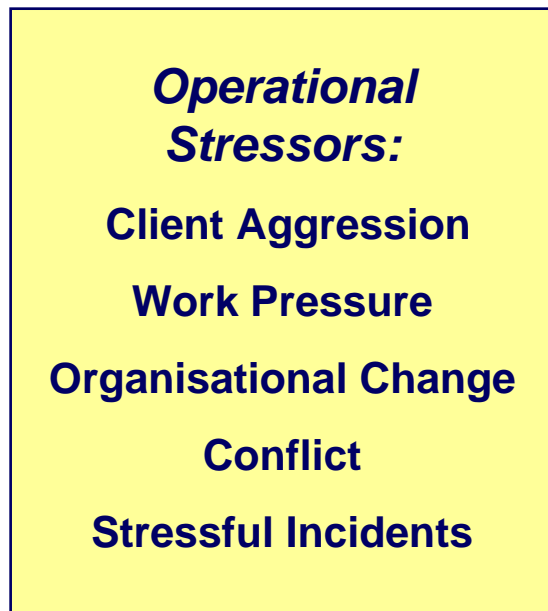 Operational
Stressors:
Client Aggression
Work Pressure
Organisational Change
Conflict
Stressful Incidents